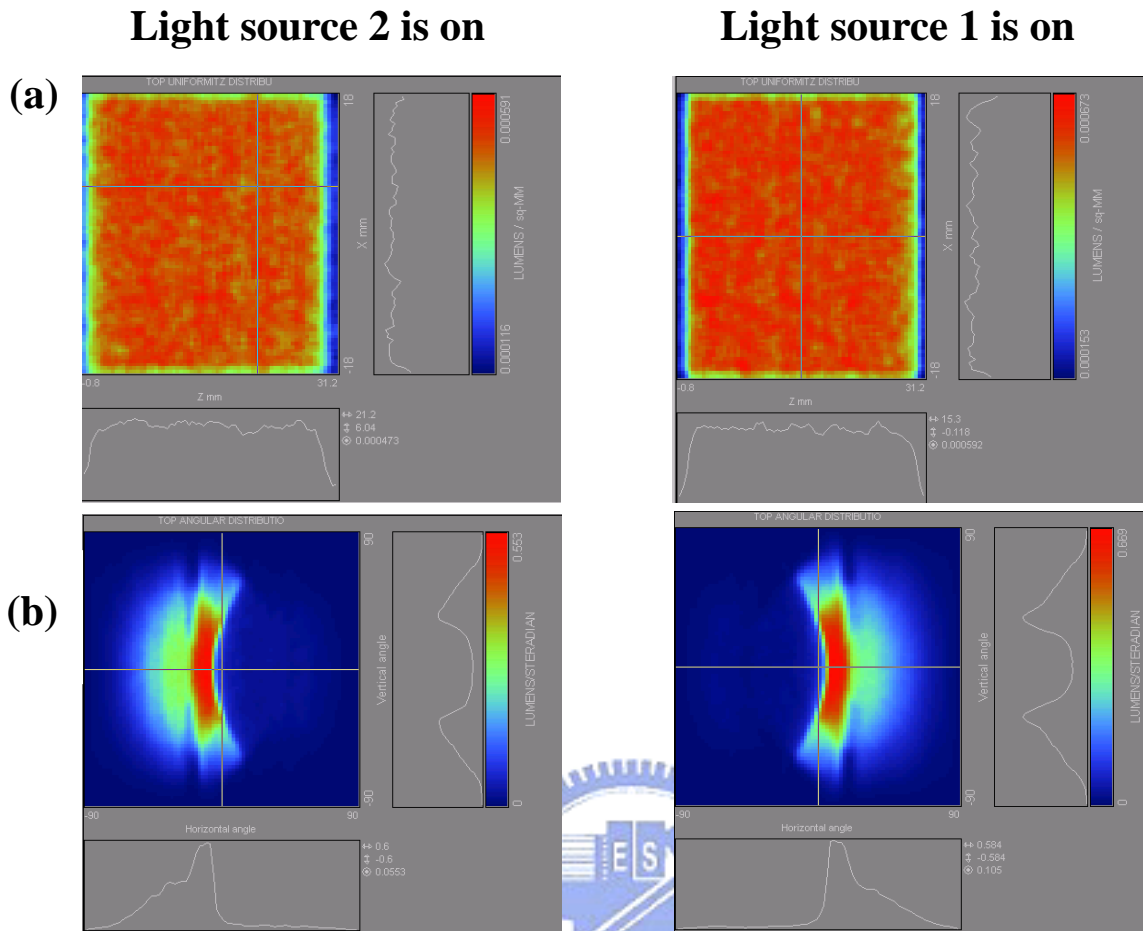 Light source 2 is on
Light source 1 is on
(a)
TOP UNIFORMITZ DISTRIBU
18
X mm
-18
0.000591
LUMENS / sq-MM
0.000116
-0.8
31.2
Z mm
21.2
6.04
0.000473
TOP UNIFORMITZ DISTRIBU
18
X mm
-18
0.000673
LUMENS / sq-MM
0.000153
-0.8
31.2
Z mm
15.3
-0.118
0.000592
(b)
TOP ANGULAR DISTRIBUTIO
90
Vertical angle
-90
0.553
LUMENS/STERADIAN
0
-90
90
Horizontal angle
0.6
-0.6
0.0553
TOP ANGULAR DISTRIBUTIO
90
Vertical angle
-90
0.669
LUMENS/STERADIAN
0
-90
90
Horizontal angle
0.584
-0.584
0.105
E S